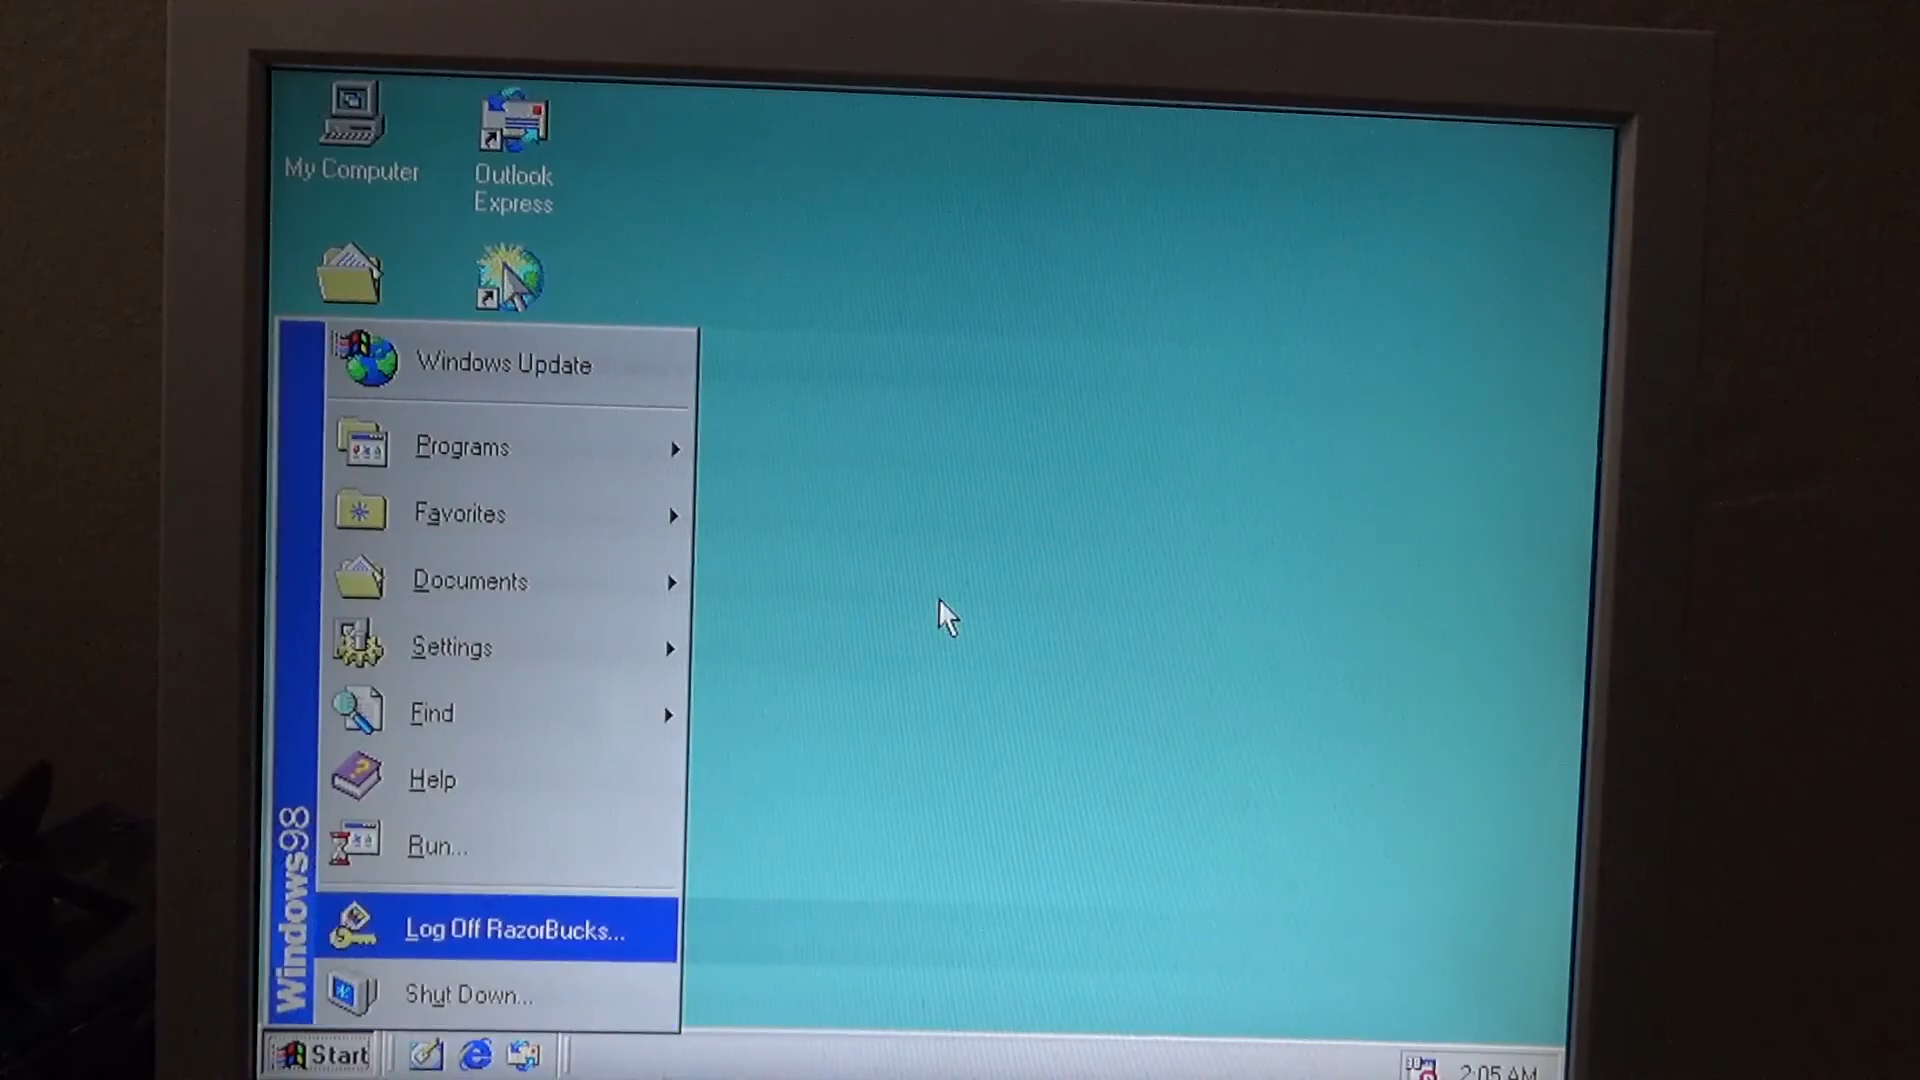 My Computer
Outlook
Express
Windows Update
Programs
Favorites
Documents
Settings
Find
Help
Run...
Log Off RazorBucks...
Shut Down...
Windows98
Start
2:05 AM